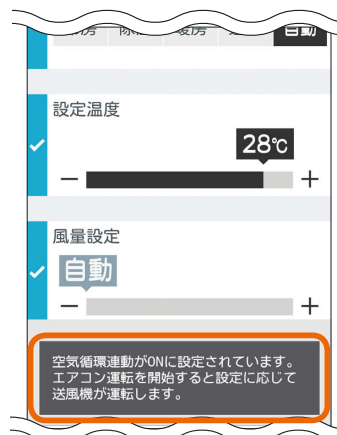 自動
設定温度
28℃
－ ＋
風量設定
自動
－ ＋
空気循環連動がONに設定されています。
エアコン運転を開始すると設定に応じて
送風機が運転します。